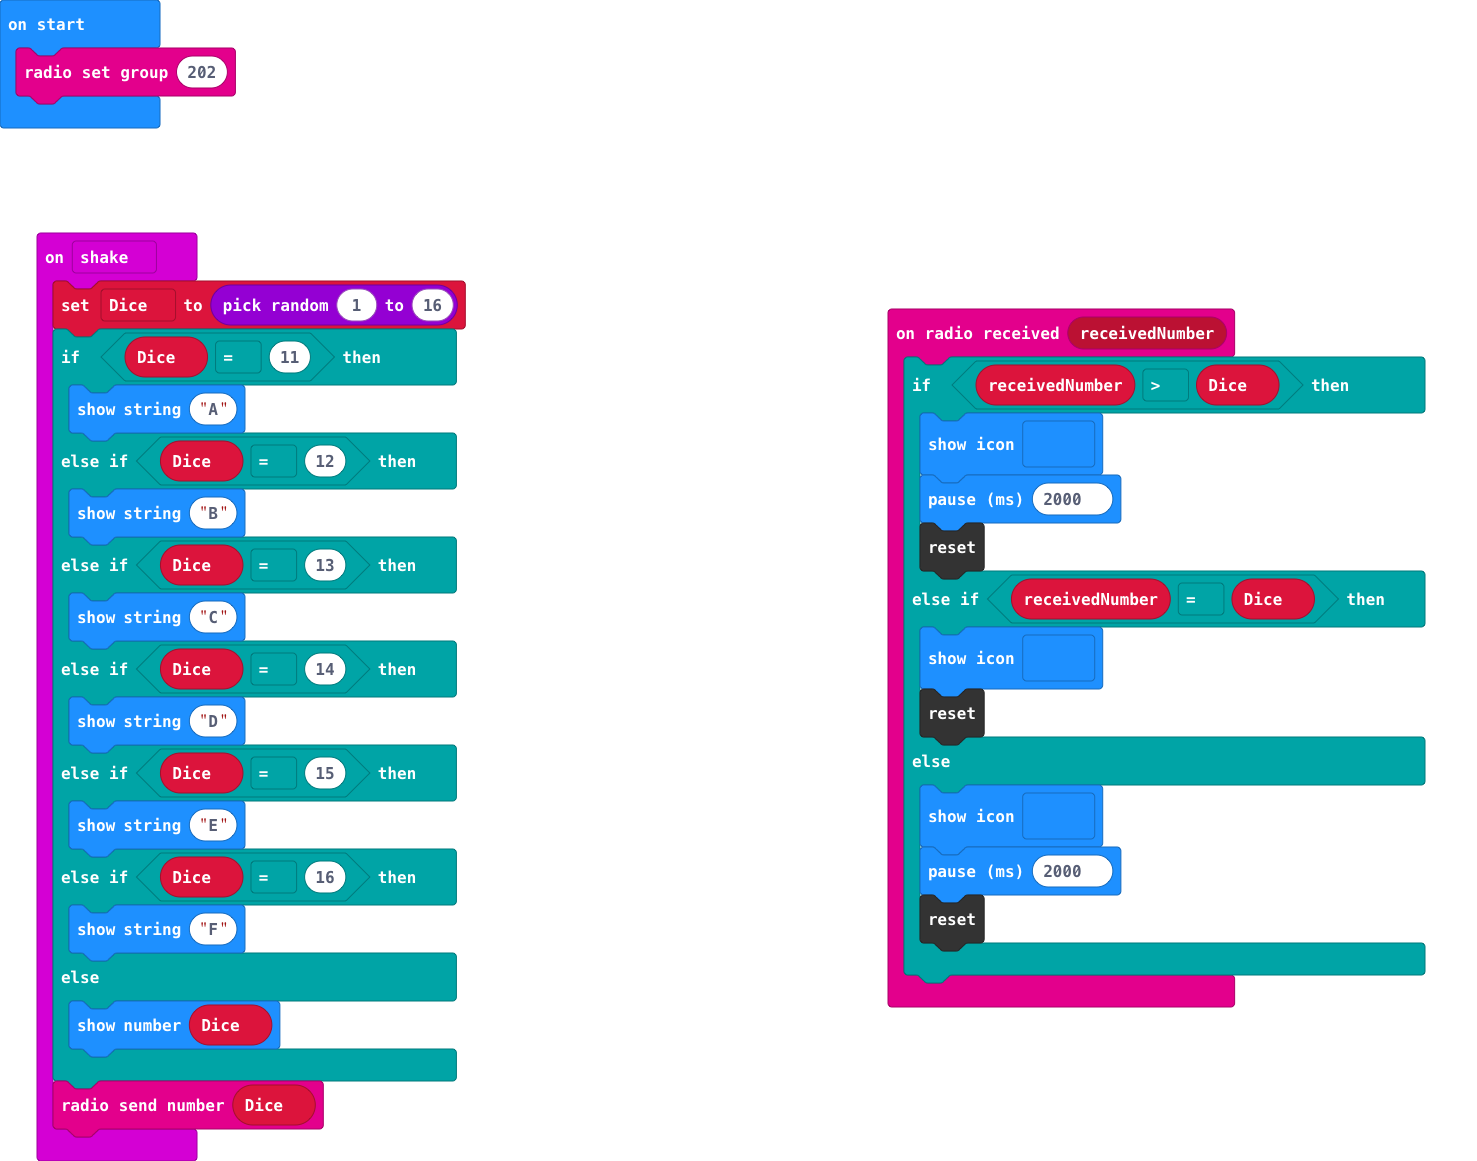 on start
radio set group 202
on shake
set Dice to pick random 1 to 16
if Dice = 11 then
show string "A"
else if Dice = 12 then
show string "B"
else if Dice = 13 then
show string "C"
else if Dice = 14 then
show string "D"
else if Dice = 15 then
show string "E"
else if Dice = 16 then
show string "F"
else
show number Dice
radio send number Dice
on radio received receivedNumber
if receivedNumber > Dice then
show icon
pause (ms) 2000
reset
else if receivedNumber = Dice then
show icon
reset
else
show icon
pause (ms) 2000
reset